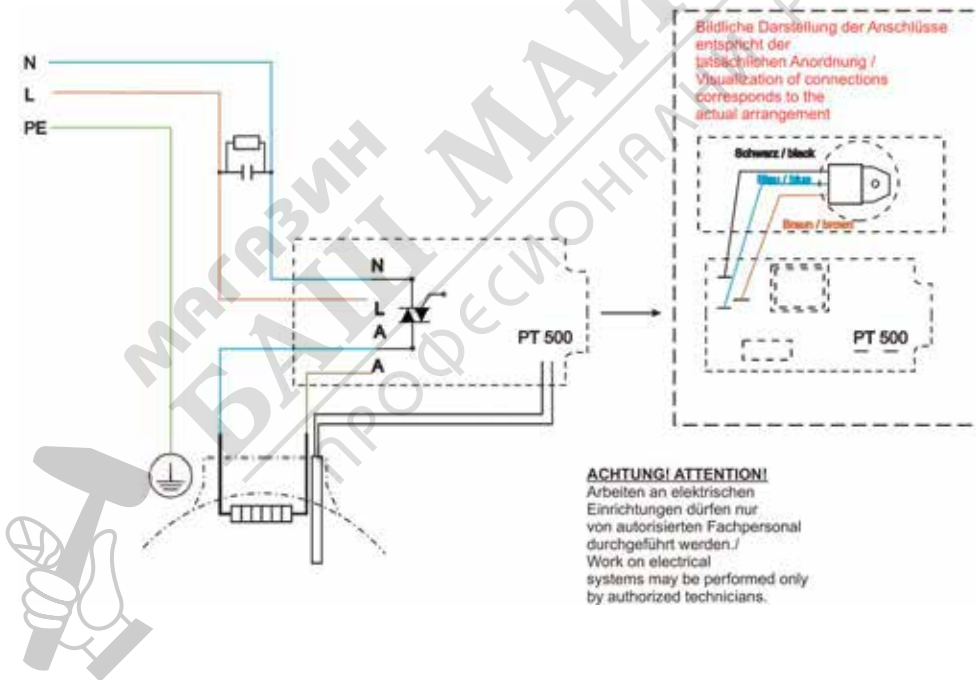 N
L
PE
N
L
A
A
PT 500
Bildliche Darstellung der Anschlüsse
entspricht der
tatsächlichen Anordnung /
Visualization of connections
corresponds to the
actual arrangement
Schwarz / black
Blau / blue
Braun / brown
PT 500
ACHTUNG! ATTENTION!
Arbeiten an elektrischen
Einrichtungen dürfen nur
von autorisierten Fachpersonal
durchgeführt werden./
Work on electrical
systems may be performed only
by authorized technicians.
МАГАЗИН
БАШ МАЙ
ПРОФЕСИОНАЛНИ